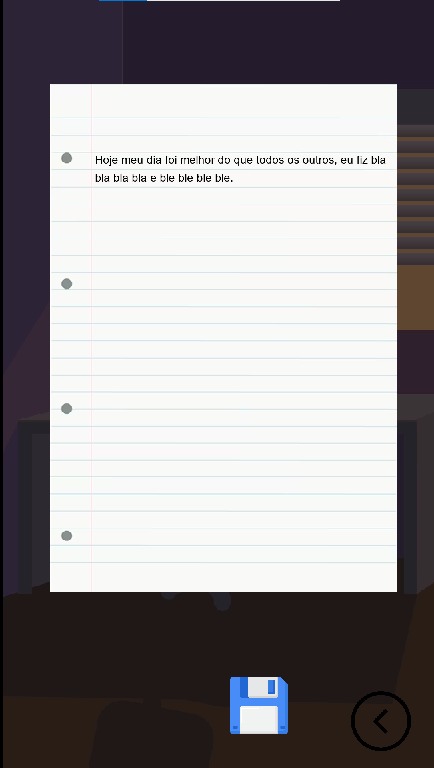 Hoje meu dia foi melhor do que todos os outros, eu fiz bla
bla bla bla e ble ble ble ble.